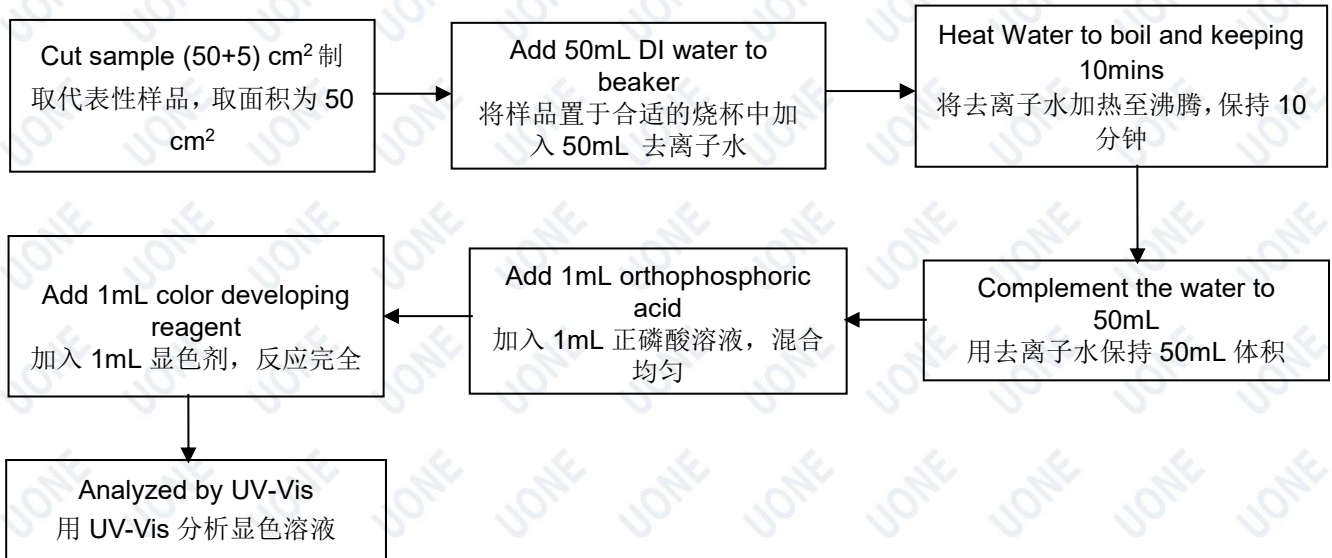 Cut sample (50+5) cm² 制
取代表性样品，取面积为 50
cm²
Add 50mL DI water to
beaker
将样品置于合适的烧杯中加
入 50mL 去离子水
Heat Water to boil and keeping
10mins
将去离子水加热至沸腾，保持 10
分钟
Complement the water to
50mL
用去离子水保持 50mL 体积
Add 1mL orthophosphoric
acid
加入 1mL 正磷酸溶液，混合
均匀
Add 1mL color developing
reagent
加入 1mL 显色剂，反应完全
Analyzed by UV-Vis
用 UV-Vis 分析显色溶液